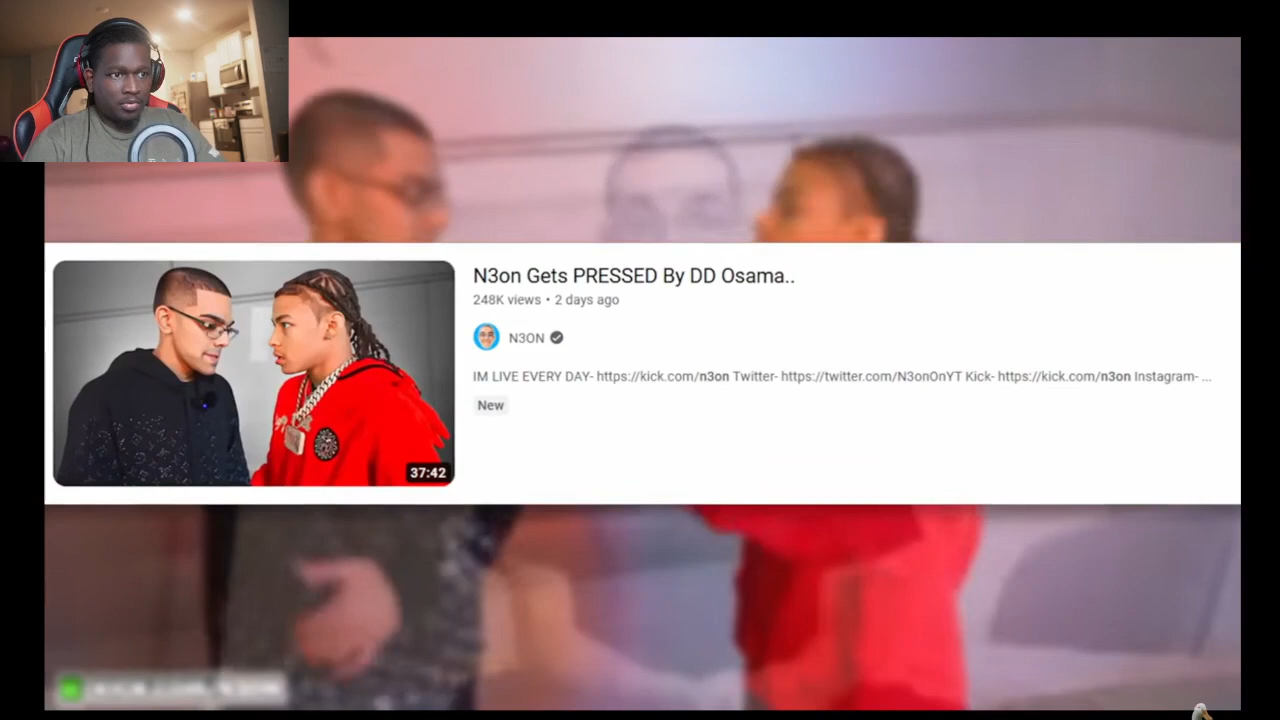 N3on Gets PRESSED By DD Osama..
248K views • 2 days ago
N3ON
IM LIVE EVERY DAY- https://kick.com/n3on Twitter- https://twitter.com/N3onOnYT Kick- https://kick.com/n3on Instagram- ...
New
37:42